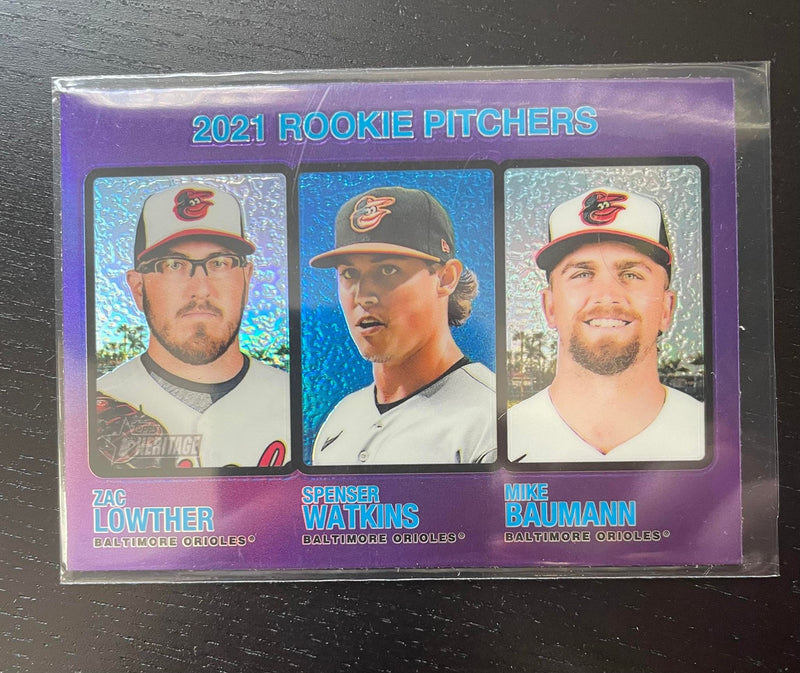 2021 ROOKIE PITCHERS
HERITAGE
ZAC
LOWTHER
BALTIMORE ORIOLES®
SPENSER
WATKINS
BALTIMORE ORIOLES®
MIKE
BAUMANN
BALTIMORE ORIOLES®